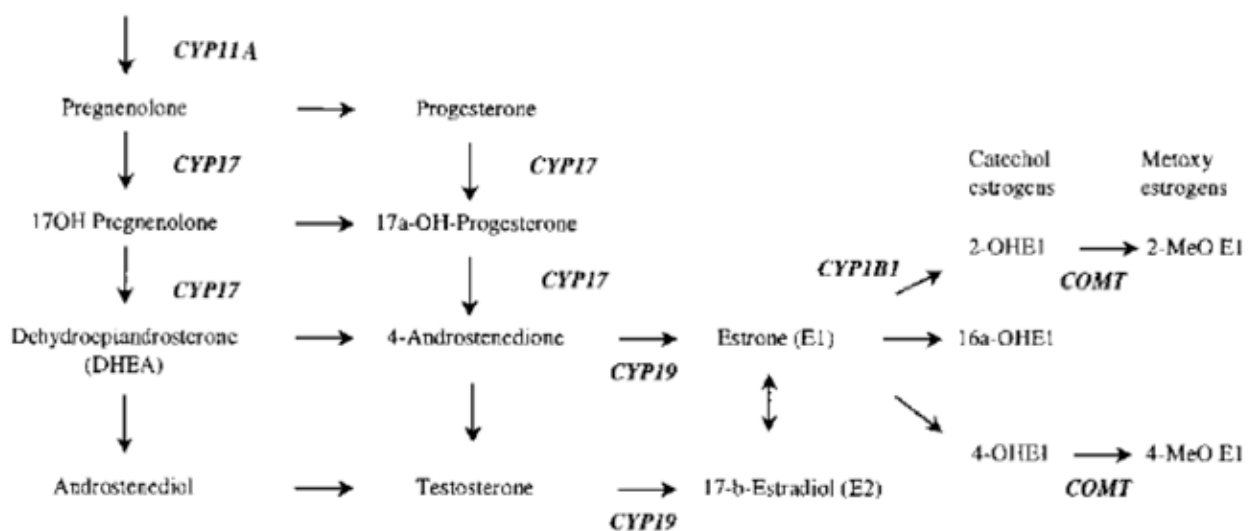 CYP11A
Pregnenolone Progesterone
CYP17 CYP17
Catechol Metoxy
estrogens estrogens
17OH Pregnenolone 17a-OH-Progesterone
2-OHE1 2-MeO E1
CYP17 CYP17 CYP1B1 COMT
Dehydroepiandrosterone 4-Androstenedione Estrone (E1) 16a-OHE1
(DHEA) CYP19
4-OHE1 4-MeO E1
Androstenediol Testosterone 17-b-Estradiol (E2) COMT
CYP19